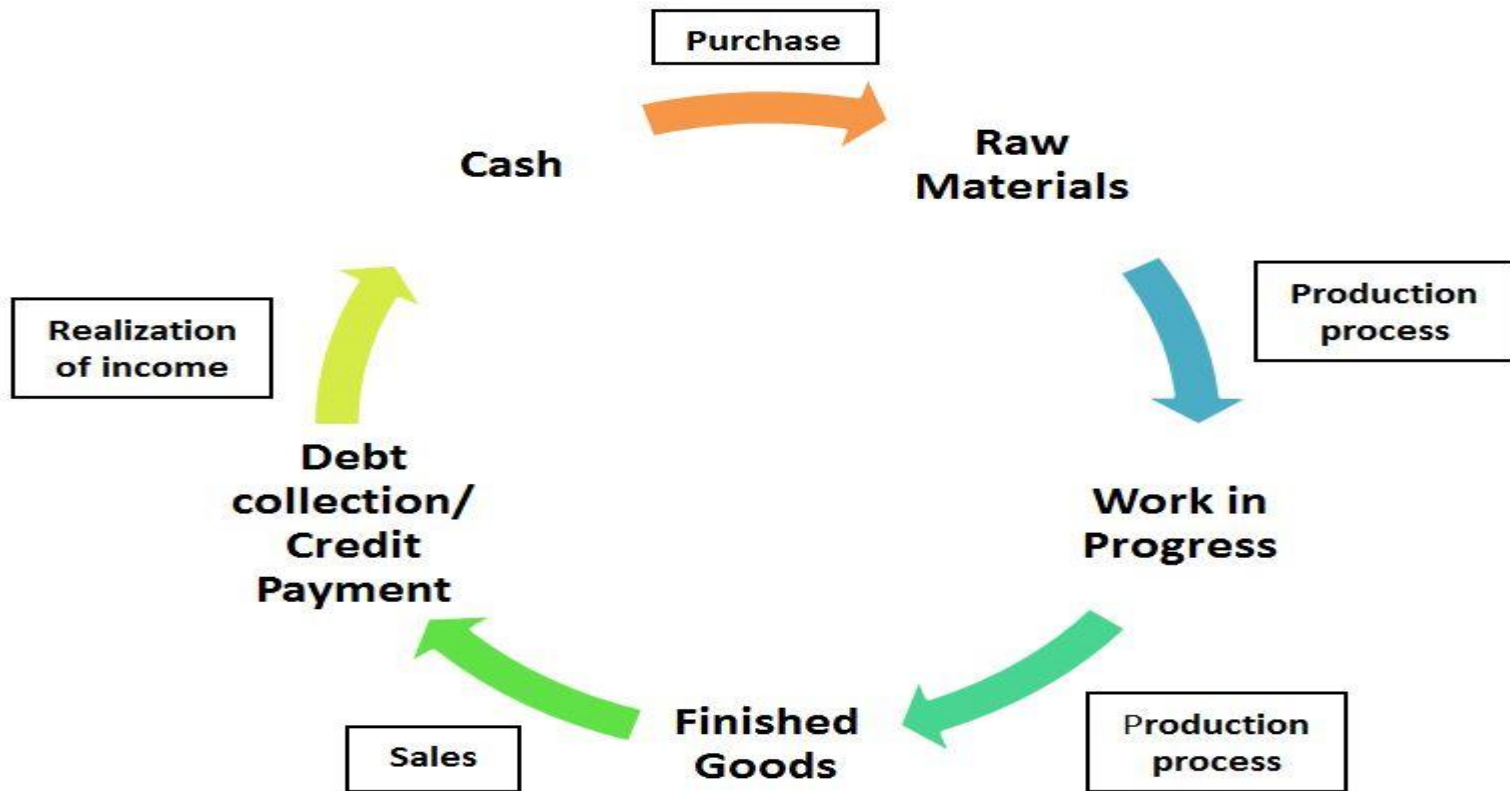 Purchase
Cash
Raw
Materials
Production
process
Work in
Progress
Production
process
Finished
Goods
Sales
Debt
collection/
Credit
Payment
Realization
of income